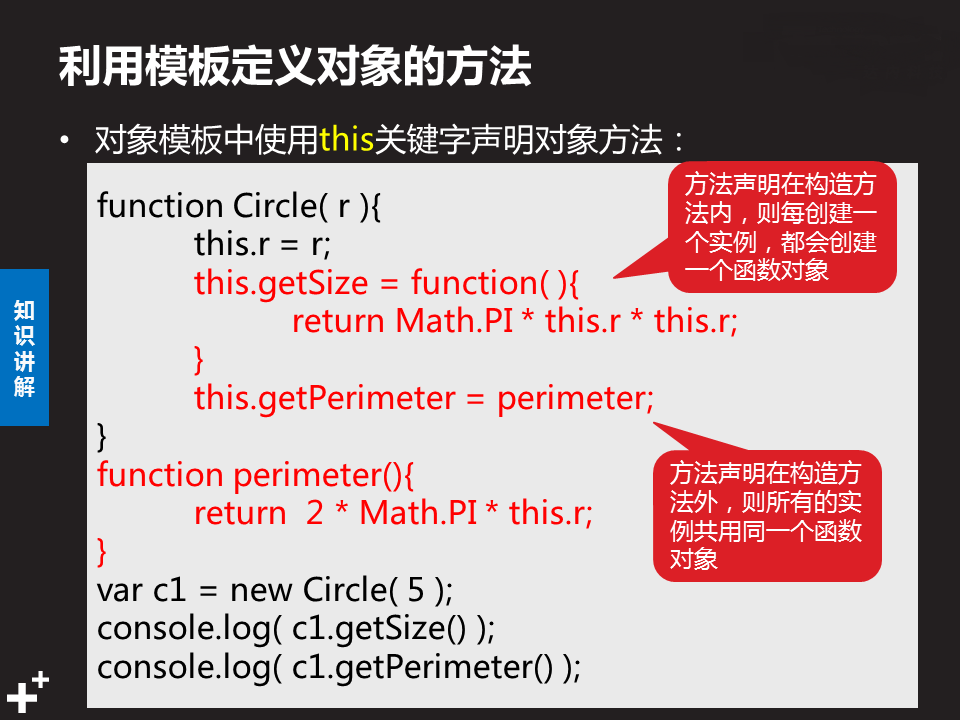 利用模板定义对象的方法
• 对象模板中使用this关键字声明对象方法：
function Circle( r ){
this.r = r;
this.getSize = function( ){
return Math.PI * this.r * this.r;
}
this.getPerimeter = perimeter;
}
function perimeter(){
return  2 * Math.PI * this.r;
}
var c1 = new Circle( 5 );
console.log( c1.getSize() );
console.log( c1.getPerimeter() );
方法声明在构造方
法内，则每创建一
个实例，都会创建
一个函数对象
方法声明在构造方
法外，则所有的实
例共用同一个函数
对象
知
识
讲
解